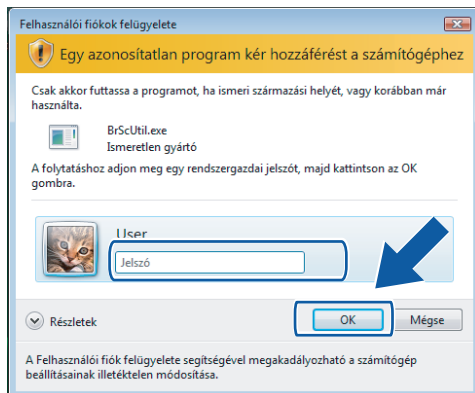 Felhasználói fiókok felügyelete
Egy azonosítatlan program kér hozzáférést a számítógéphez
Csak akkor futtassa a programot, ha ismeri származási helyét, vagy korábban már
használta.
BrScUtil.exe
Ismeretlen gyártó
A folytatáshoz adjon meg egy rendszergazdai jelszót, majd kattintson az OK
gombra.
User
Jelszó
Részletek
OK
Mégse
A Felhasználói fiók felügyelete segítségével megakadályozható a számítógép
beállításainak illetéktelen módosítása.